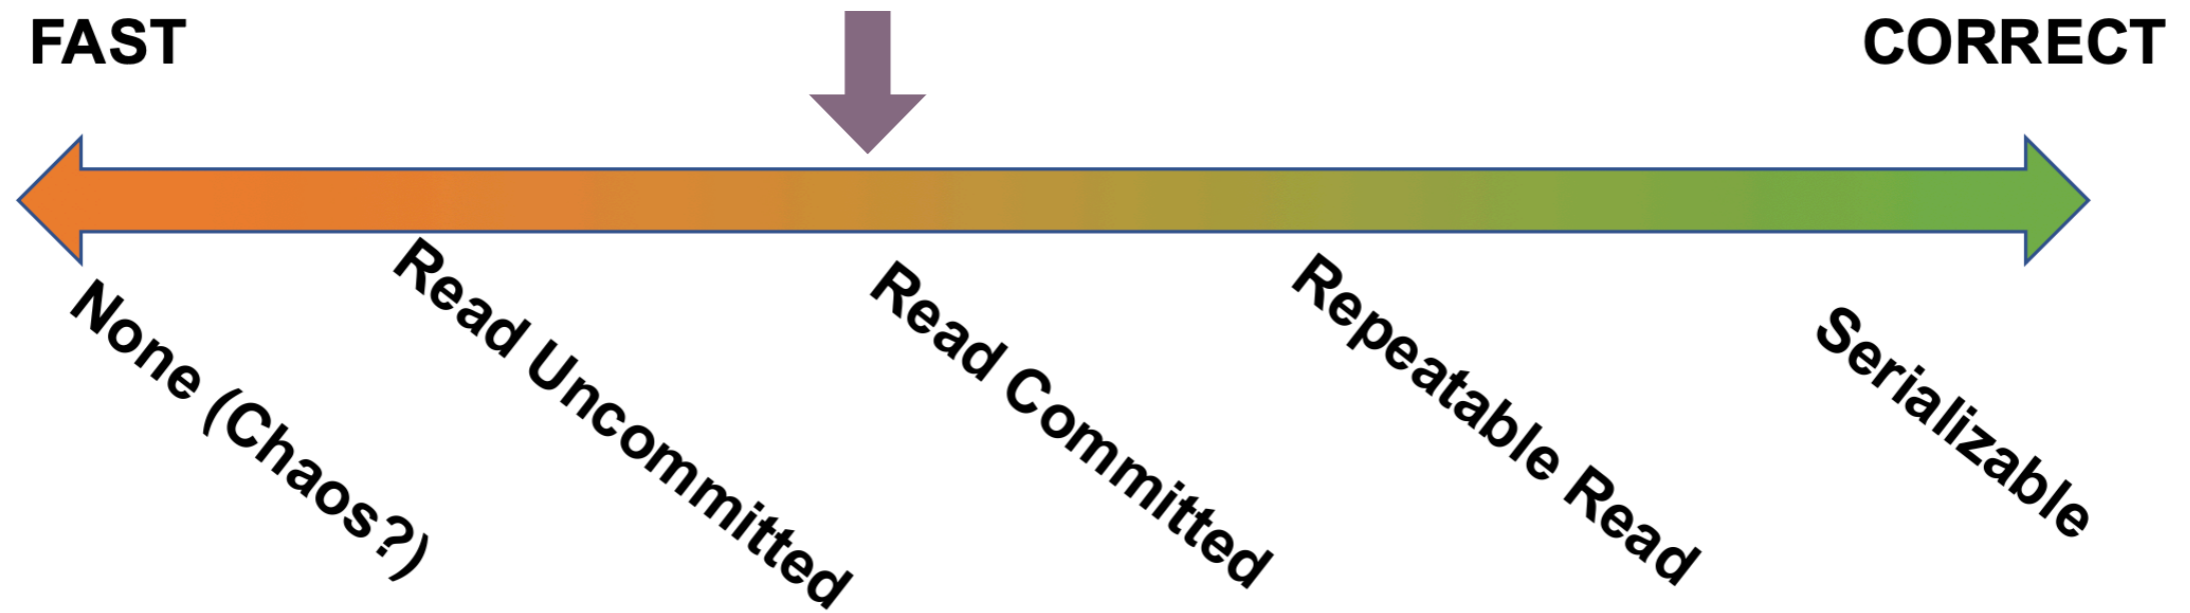 FAST
CORRECT
None (Chaos?)
Read Uncommitted
Read Committed
Repeatable Read
Serializable